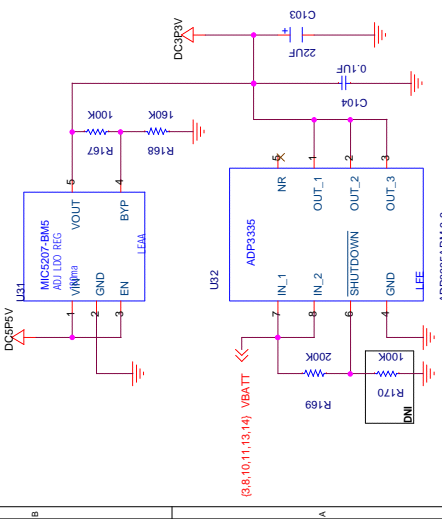 DC5P5V
U31
MIC5207-BM5
ADJ LDO REG
1
VIN
2
GND
3
EN
VOUT
5
BYP
4
LEAA
R167
100K
R168
160K
DC3P3V
C103
+
22UF
0.1UF
C104
U32
ADP3335
7
IN_1
8
IN_2
6
SHUTDOWN
4
GND
NR
5
OUT_1
1
OUT_2
2
OUT_3
3
LFE
{3,8,10,11,13,14} VBATT
R169
200K
R170
100K
DNI
B
A